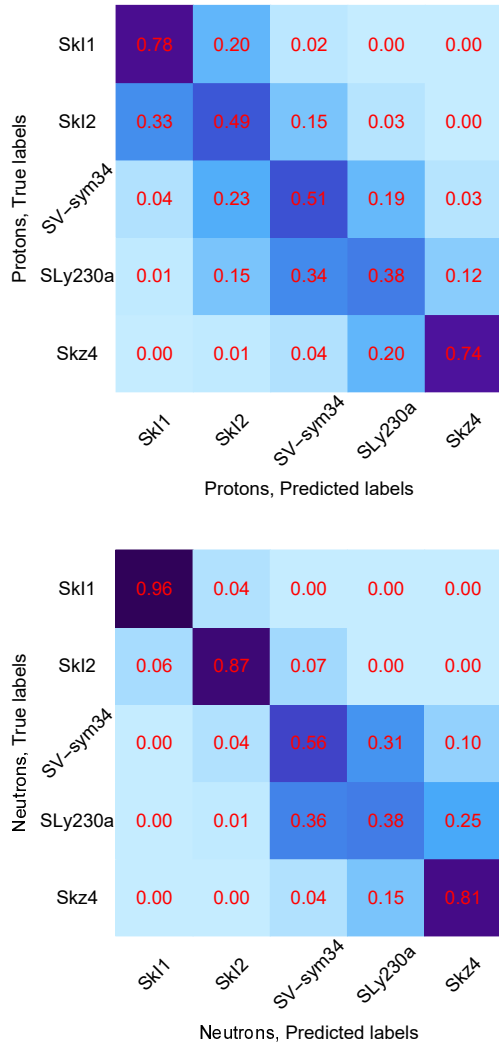 Protons, True labels
SkI1 0.78 0.20 0.02 0.00 0.00
SkI2 0.33 0.49 0.15 0.03 0.00
SV-sym34 0.04 0.23 0.51 0.19 0.03
SLy230a 0.01 0.15 0.34 0.38 0.12
Skz4 0.00 0.01 0.04 0.20 0.74
SkI1 SkI2 SV-sym34 SLy230a Skz4
Protons, Predicted labels
Neutrons, True labels
SkI1 0.96 0.04 0.00 0.00 0.00
SkI2 0.06 0.87 0.07 0.00 0.00
SV-sym34 0.00 0.04 0.56 0.31 0.10
SLy230a 0.00 0.01 0.36 0.38 0.25
Skz4 0.00 0.00 0.04 0.15 0.81
SkI1 SkI2 SV-sym34 SLy230a Skz4
Neutrons, Predicted labels